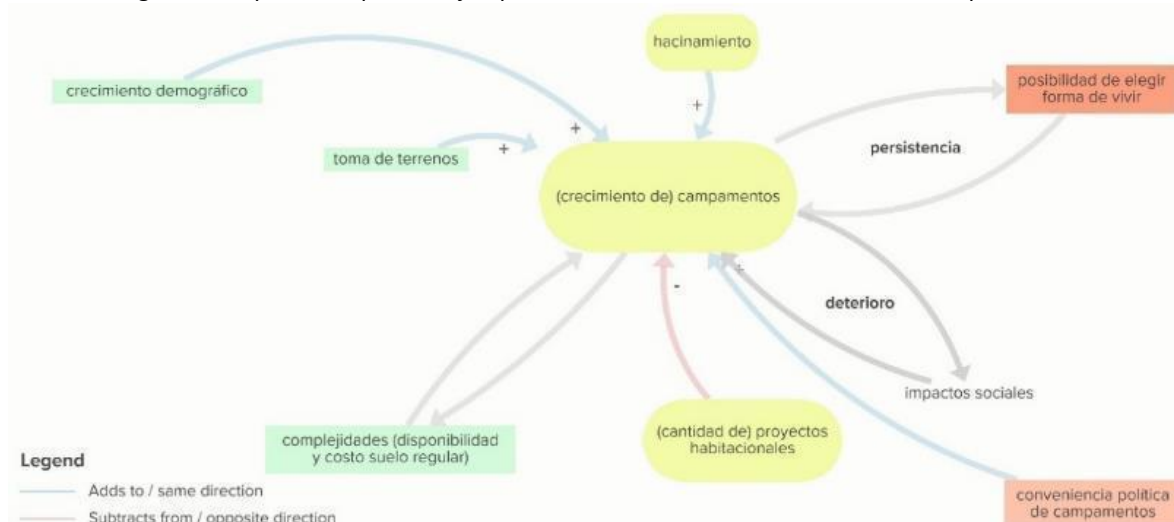 hacinamiento
crecimiento demográfico
posibilidad de elegir
forma de vivir
+
+
toma de terrenos
+
persistencia
(crecimiento de) campamentos
+
-
deterioro
impactos sociales
complejidades (disponibilidad
y costo suelo regular)
(cantidad de) proyectos
habitacionales
Legend
Adds to / same direction
Subtracts from / opposite direction
conveniencia política
de campamentos